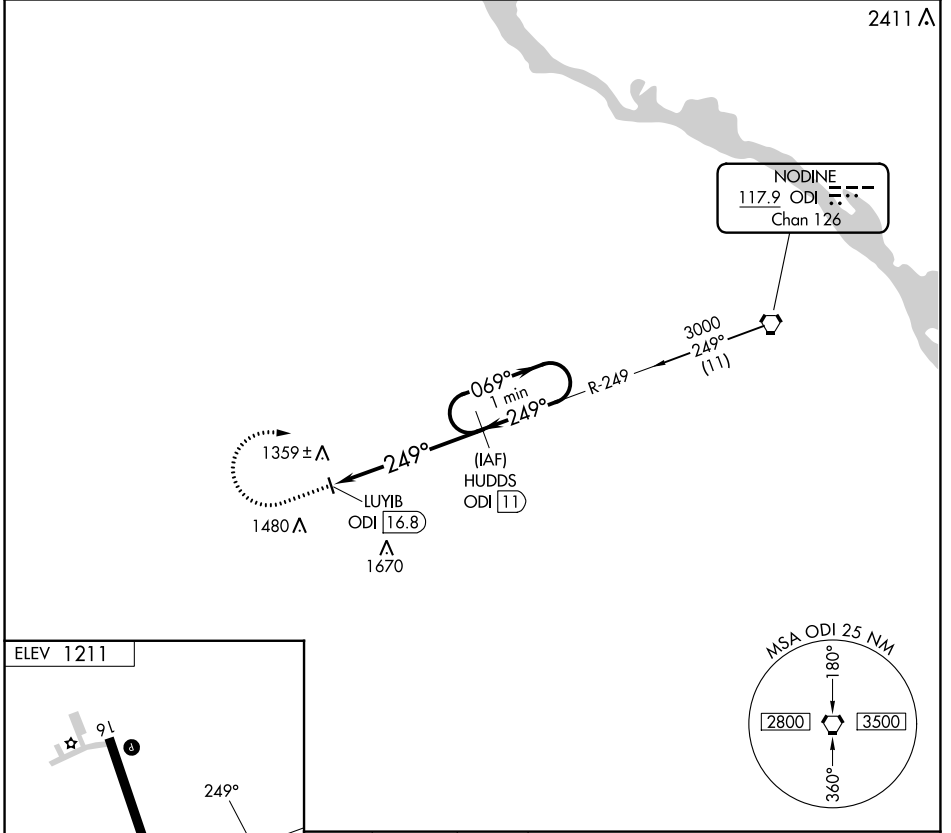 2411
NODINE
117.9 ODI
Chan 126
3000
249°
(11)
R-249
069°
1 min
249°
249°
(IAF)
HUDDS
ODI 11
1359 ±
LUYIB
ODI 16.8
1480
1670
ELEV 1211
16
P
249°
MSA ODI 25 NM
180°
2800
3500
360°